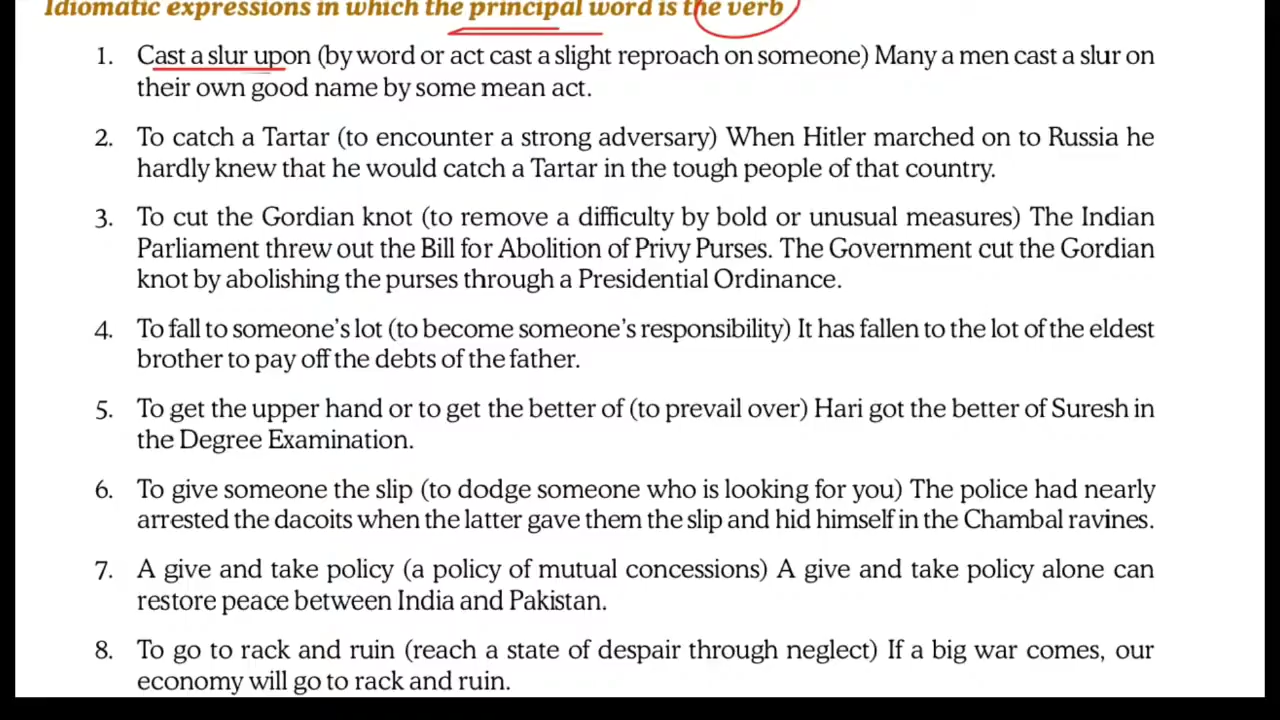 Idiomatic expressions in which the principal word is the verb
1. Cast a slur upon (by word or act cast a slight reproach on someone) Many a men cast a slur on
their own good name by some mean act.
2. To catch a Tartar (to encounter a strong adversary) When Hitler marched on to Russia he
hardly knew that he would catch a Tartar in the tough people of that country.
3. To cut the Gordian knot (to remove a difficulty by bold or unusual measures) The Indian
Parliament threw out the Bill for Abolition of Privy Purses. The Government cut the Gordian
knot by abolishing the purses through a Presidential Ordinance.
4. To fall to someone's lot (to become someone's responsibility) It has fallen to the lot of the eldest
brother to pay off the debts of the father.
5. To get the upper hand or to get the better of (to prevail over) Hari got the better of Suresh in
the Degree Examination.
6. To give someone the slip (to dodge someone who is looking for you) The police had nearly
arrested the dacoits when the latter gave them the slip and hid himself in the Chambal ravines.
7. A give and take policy (a policy of mutual concessions) A give and take policy alone can
restore peace between India and Pakistan.
8. To go to rack and ruin (reach a state of despair through neglect) If a big war comes, our
economy will go to rack and ruin.